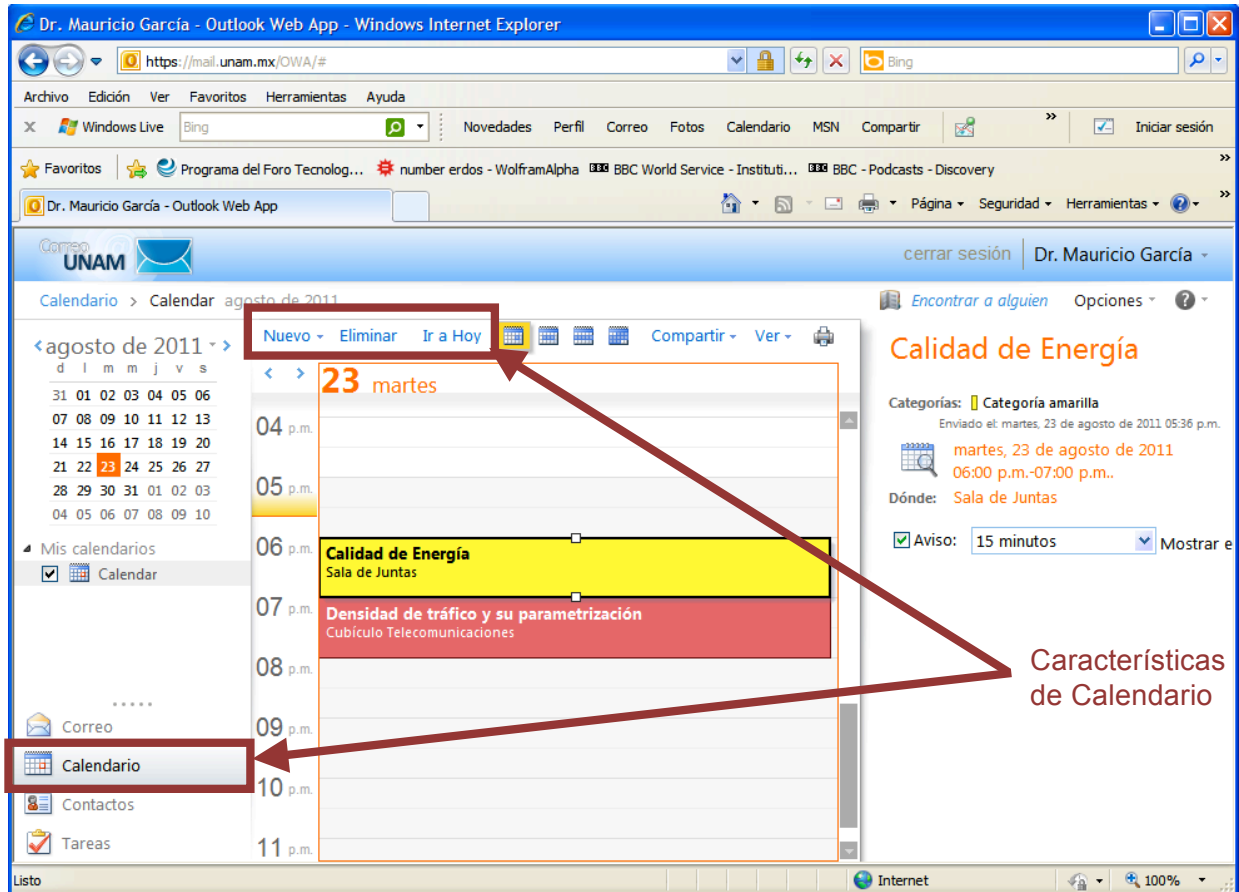 Dr. Mauricio García - Outlook Web App - Windows Internet Explorer
https://mail.unam.mx/OWA/#
Bing
Archivo Edición Ver Favoritos Herramientas Ayuda
X Windows Live Bing Novedades Perfil Correo Fotos Calendario MSN Compartir » Iniciar sesión
Favoritos Programa del Foro Tecnolog... number erdos - WolframAlpha BBC BBC World Service - Instituti... BBC BBC - Podcasts - Discovery »
Dr. Mauricio García - Outlook Web App Página Seguridad Herramientas »
Correo
UNAM
cerrar sesión Dr. Mauricio García
Calendario > Calendar agosto de 2011
Encontrar a alguien Opciones
Nuevo Eliminar Ir a Hoy Compartir Ver
agosto de 2011
d l m m j v s
31 01 02 03 04 05 06
07 08 09 10 11 12 13
14 15 16 17 18 19 20
21 22 23 24 25 26 27
28 29 30 31 01 02 03
04 05 06 07 08 09 10
Mis calendarios
Calendar
Correo
Calendario
Contactos
Tareas
23 martes
04 p.m.
05 p.m.
06 p.m.
Calidad de Energía
Sala de Juntas
07 p.m.
Densidad de tráfico y su parametrización
Cubículo Telecomunicaciones
08 p.m.
09 p.m.
10 p.m.
11 p.m.
Calidad de Energía
Categorías: Categoría amarilla
Enviado el: martes, 23 de agosto de 2011 05:36 p.m.
martes, 23 de agosto de 2011
06:00 p.m.-07:00 p.m..
Dónde: Sala de Juntas
Aviso: 15 minutos Mostrar e
Características
de Calendario
Listo Internet 100%